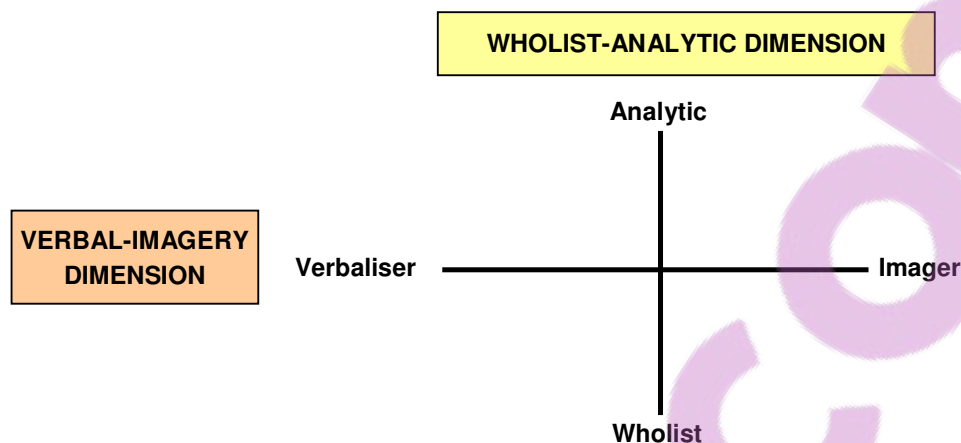 WHOLIST-ANALYTIC DIMENSION
Analytic
VERBAL-IMAGERY
DIMENSION
Verbaliser
Imager
Wholist